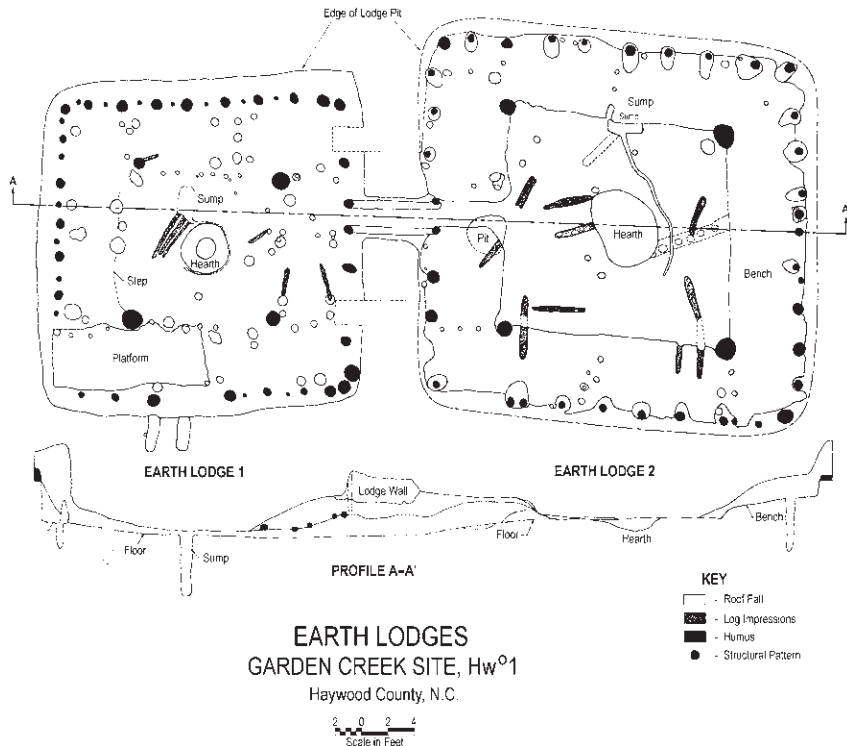 Edge of Lodge Pit
Sump
Sump
A
Sump
Hearth
Step
Platform
Pit
Hearth
Bench
A'
EARTH LODGE 1
EARTH LODGE 2
Lodge Wall
Floor
Sump
Floor
Hearth
Bench
PROFILE A-A'
KEY
- Roof Fall
- Log Impressions
- Humus
- Structural Pattern
EARTH LODGES
GARDEN CREEK SITE, Hwº1
Haywood County, N.C.
2 0 2 4
Scale in Feet